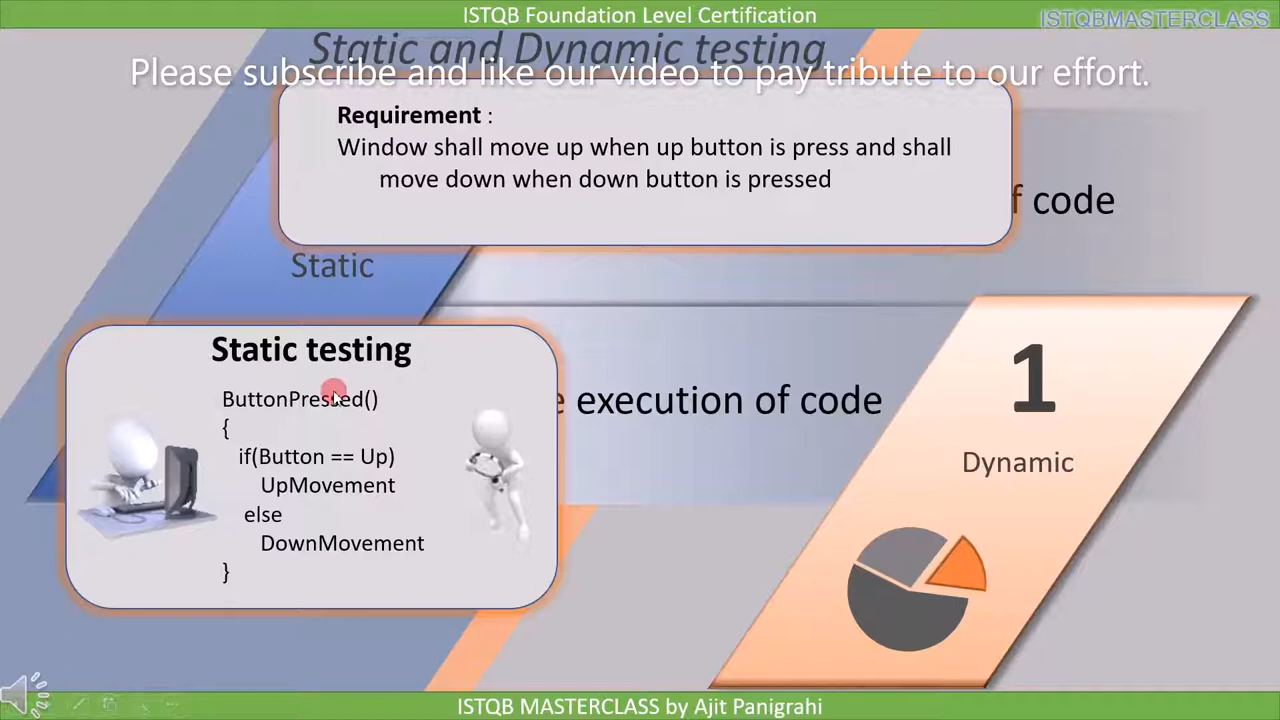 ISTQB Foundation Level Certification
ISTQBMASTERCLASS
Static and Dynamic testing
Please subscribe and like our video to pay tribute to our effort.
Requirement :
Window shall move up when up button is press and shall
move down when down button is pressed
of code
Static
Static testing
ButtonPressed()
{
if(Button == Up)
UpMovement
else
DownMovement
}
execution of code
1
Dynamic
ISTQB MASTERCLASS by Ajit Panigrahi